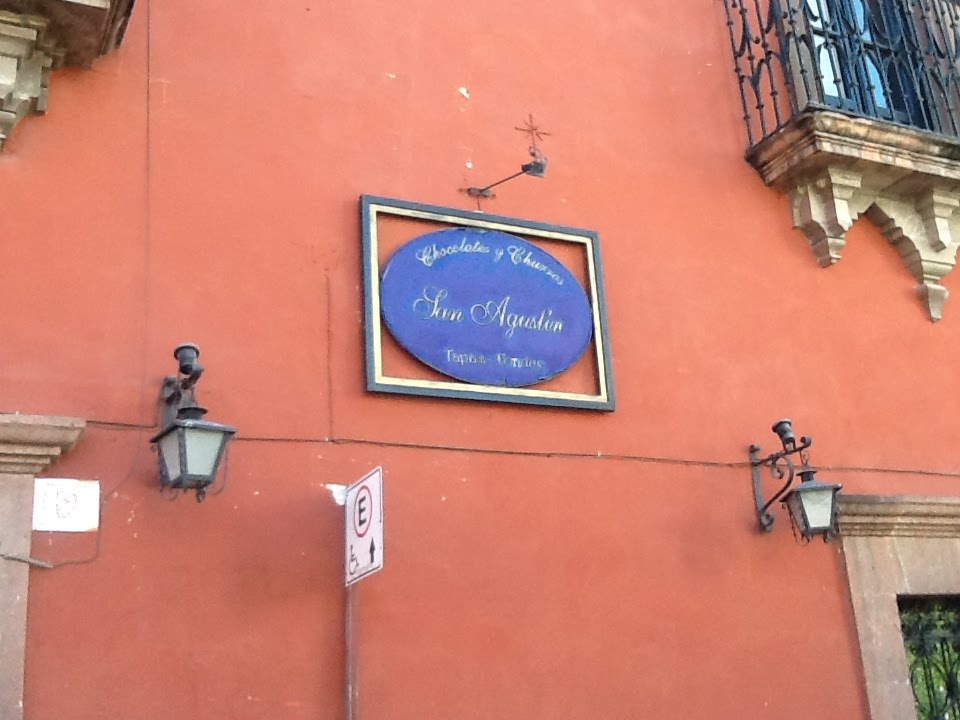 Chocolates y Churros
San Agustín
Tapas -
E